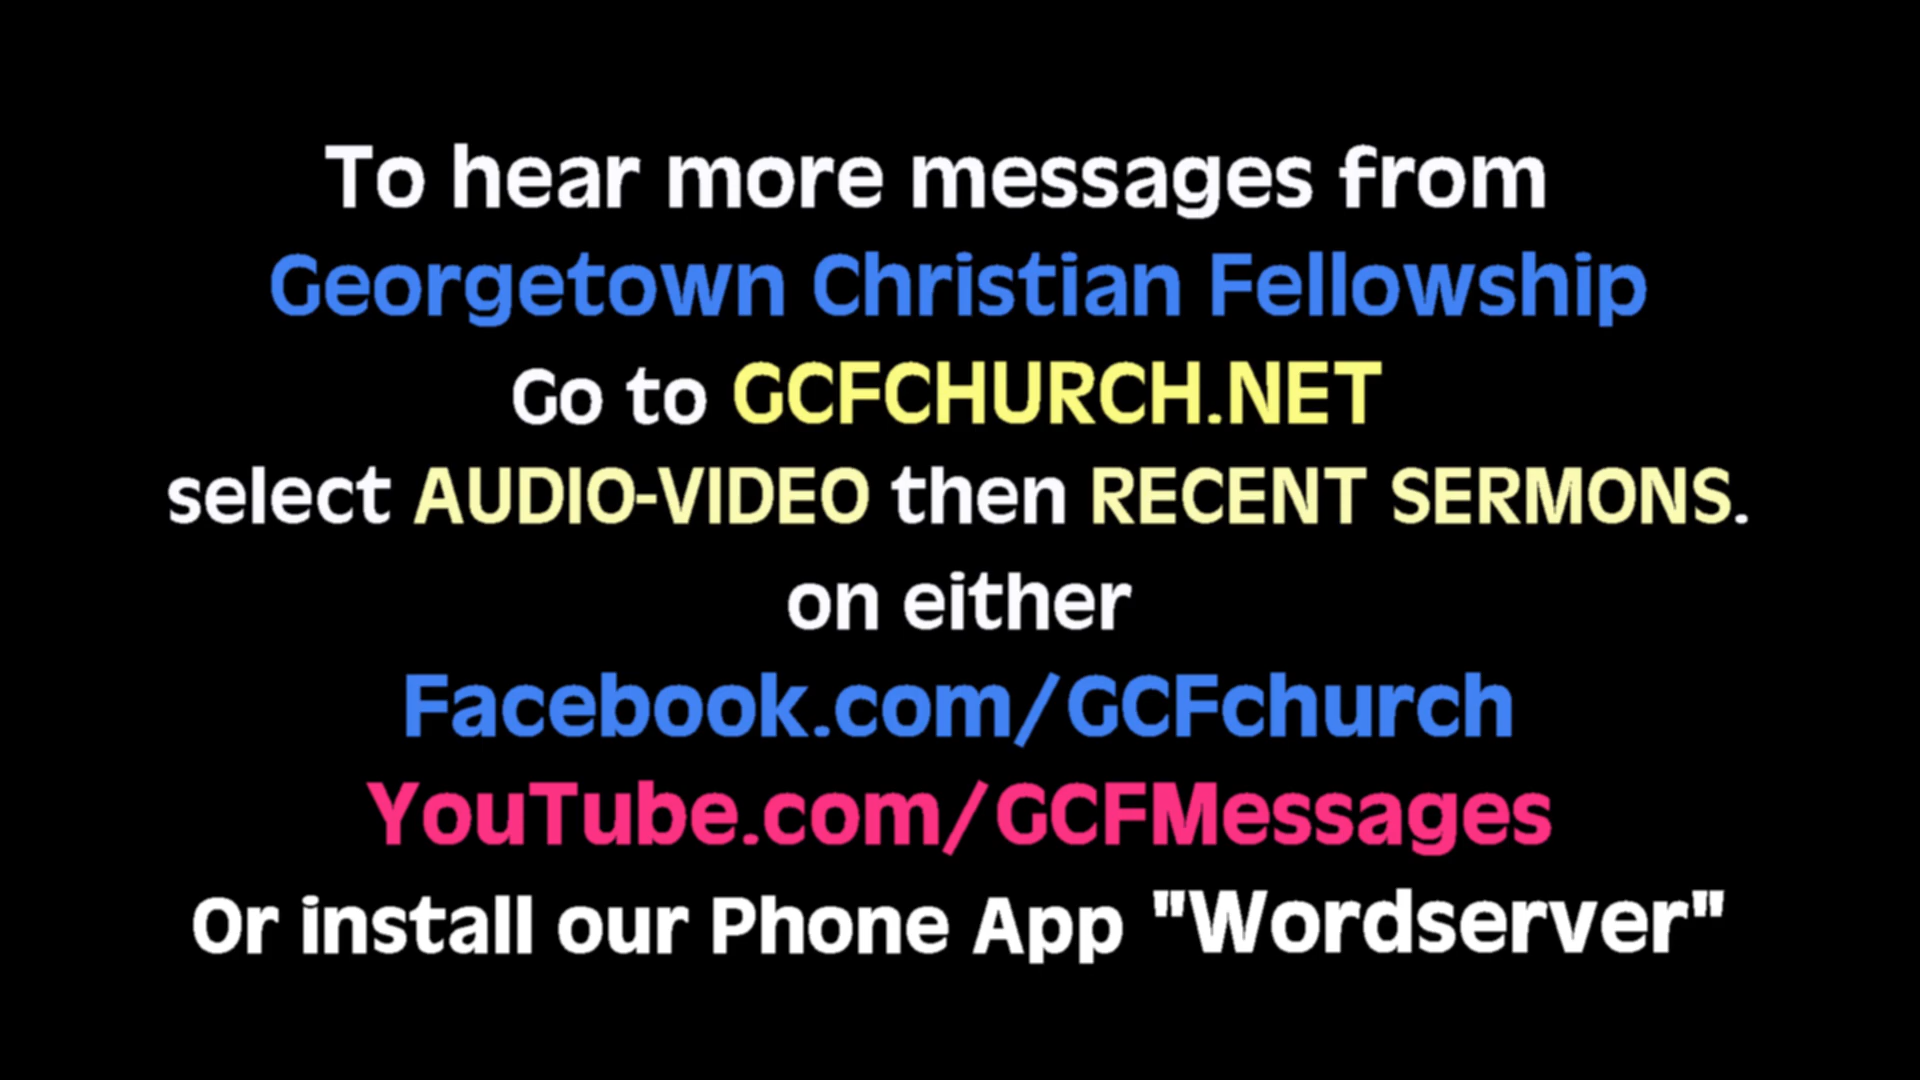 To hear more messages from
Georgetown Christian Fellowship
Go to GCFCHURCH.NET
select AUDIO-VIDEO then RECENT SERMONS.
on either
Facebook.com/GCFchurch
YouTube.com/GCFMessages
Or install our Phone App "Wordserver"